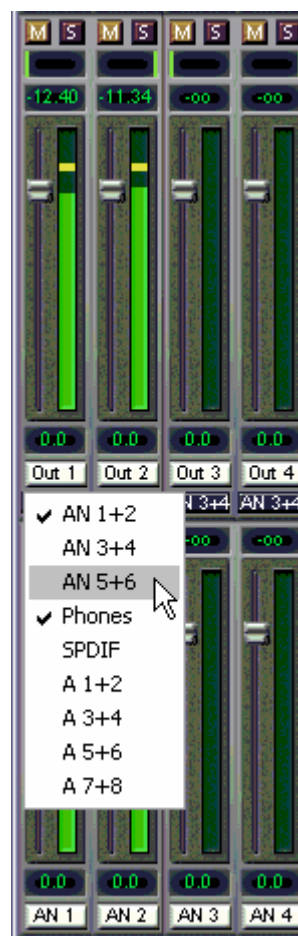 M S M S M S M S
-12.40 -11.34 -oo -oo
0.0 0.0 0.0 0.0
Out 1 Out 2 Out 3 Out 4
N 3+4 AN 3+4
✓ AN 1+2
AN 3+4
-oo -oo
AN 5+6
✓ Phones
SPDIF
A 1+2
A 3+4
A 5+6
A 7+8
0.0 0.0 0.0 0.0
AN 1 AN 2 AN 3 AN 4